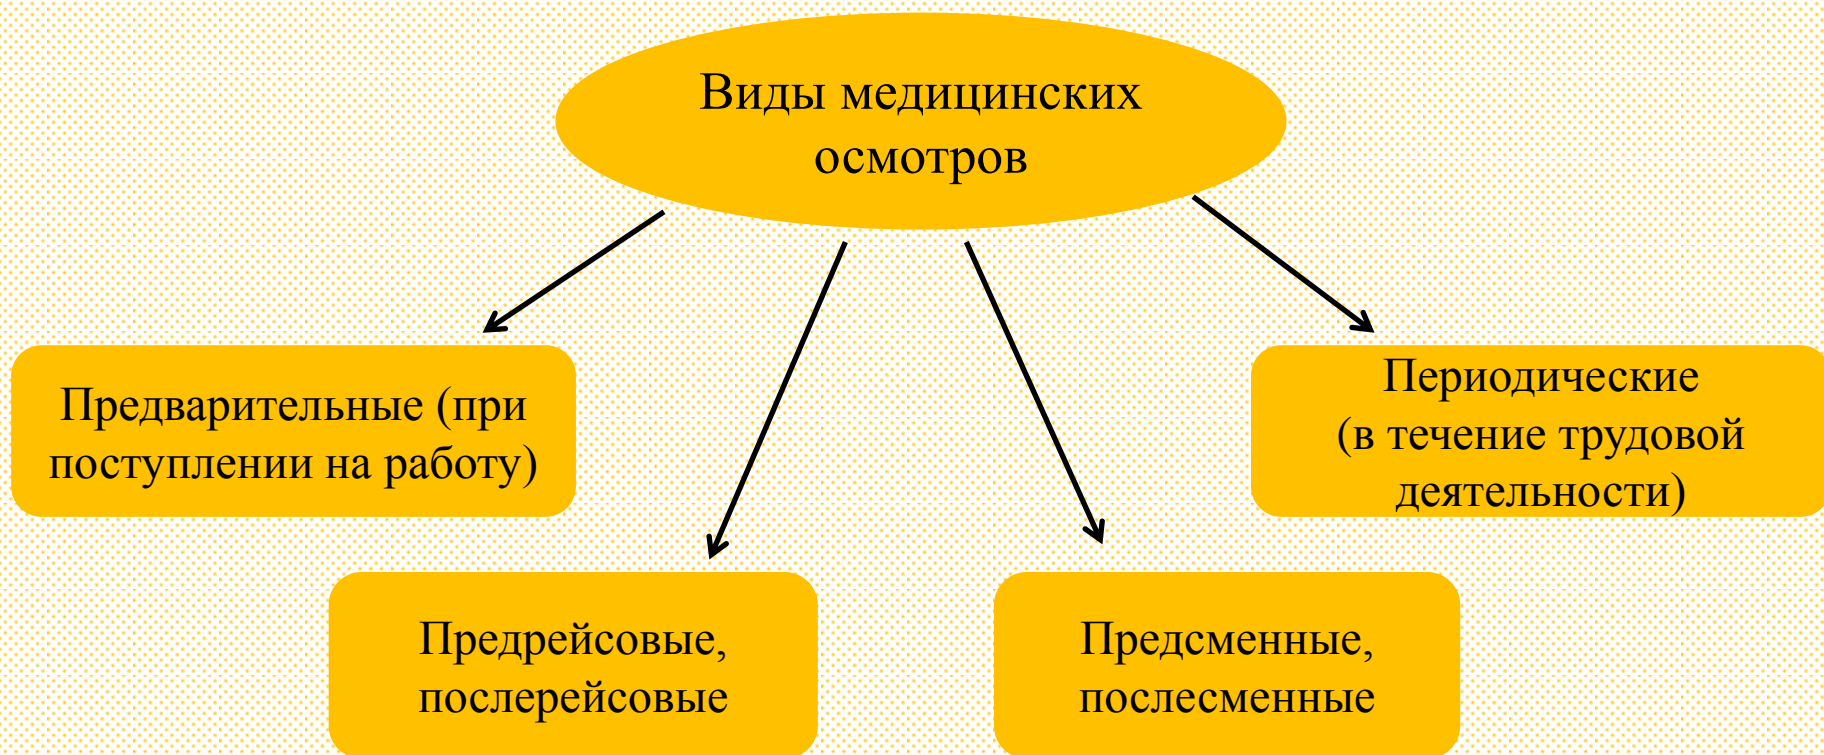 Виды медицинских
осмотров
Предварительные (при
поступлении на работу)
Периодические
(в течение трудовой
деятельности)
Предрейсовые,
послерейсовые
Предсменные,
послесменные